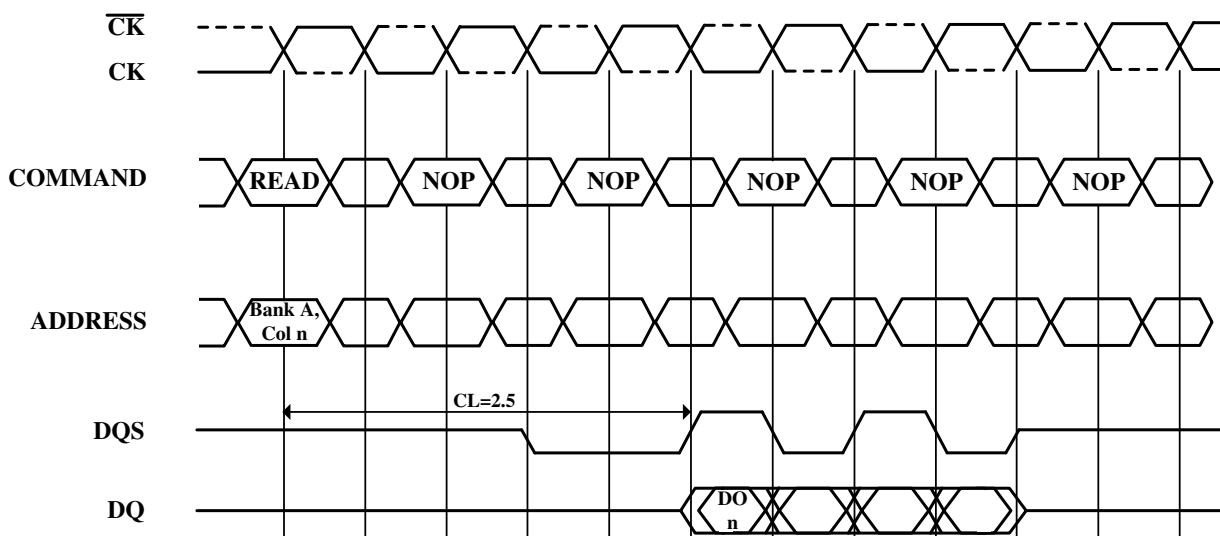 CK
CK
COMMAND
READ
NOP
NOP
NOP
NOP
NOP
ADDRESS
Bank A,
Col n
CL=2.5
DQS
DQ
DO
n